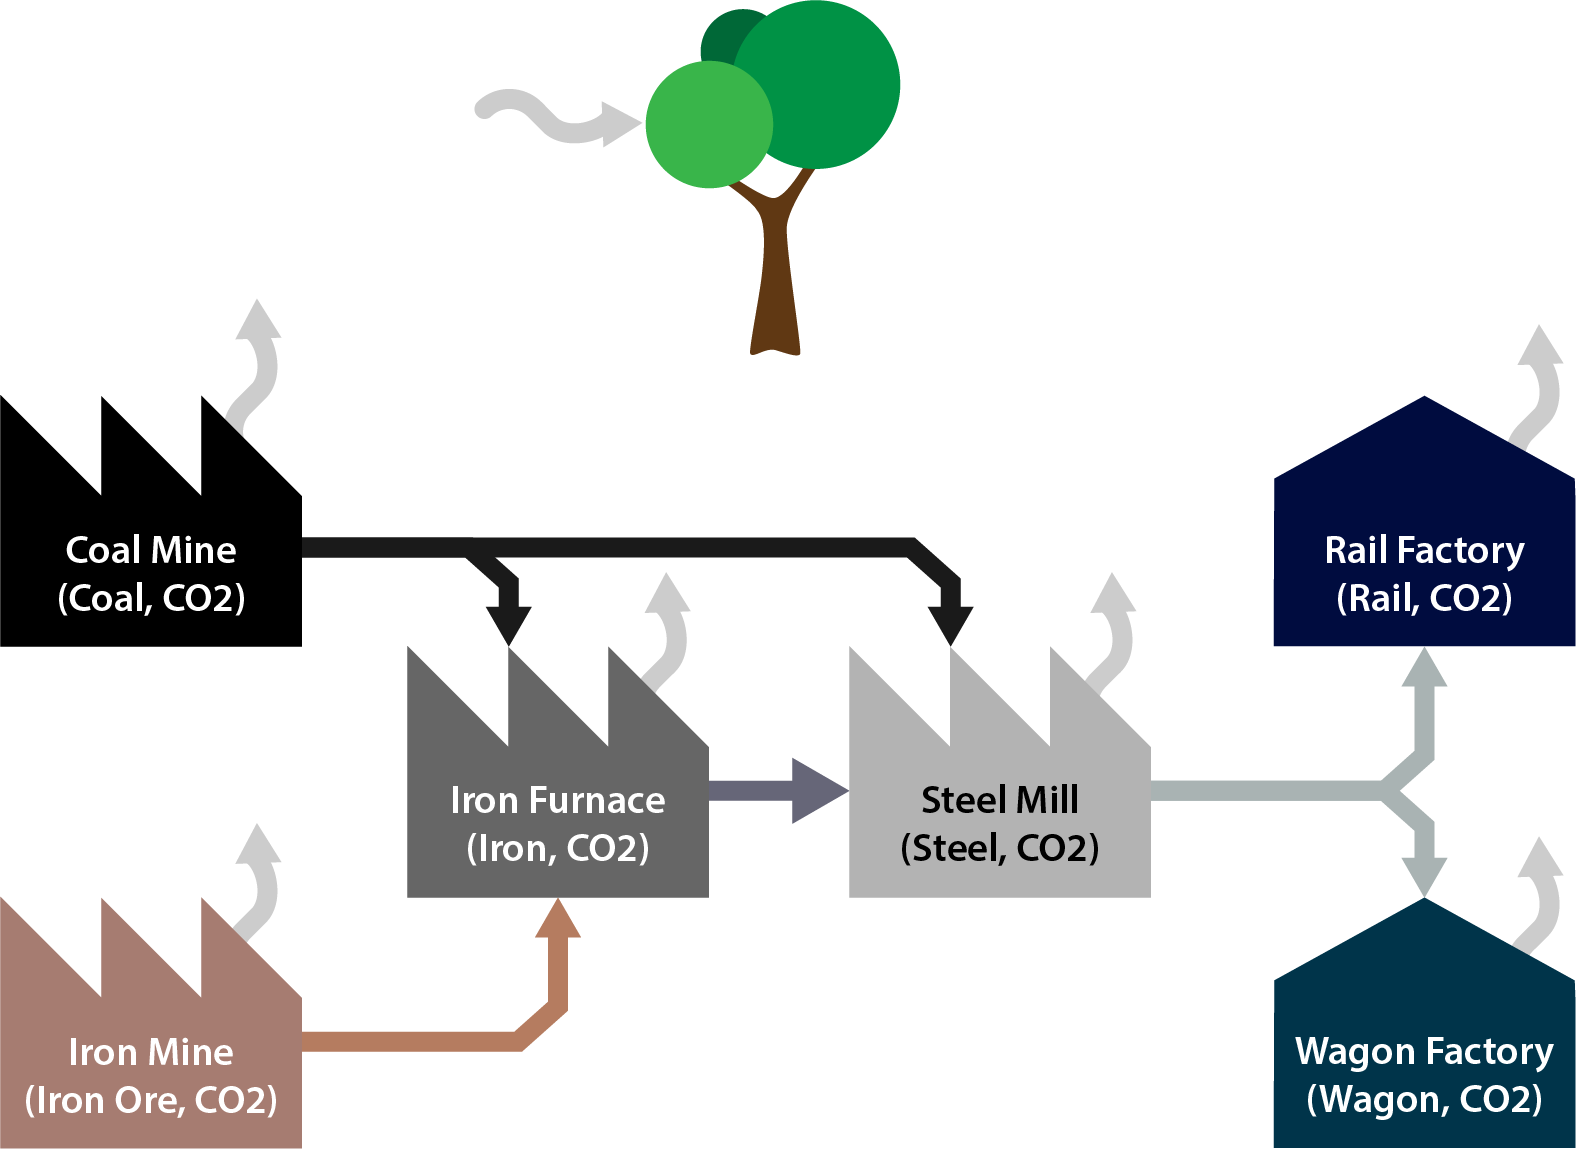 Coal Mine
(Coal, CO2)
Rail Factory
(Rail, CO2)
Iron Furnace
(Iron, CO2)
Steel Mill
(Steel, CO2)
Iron Mine
(Iron Ore, CO2)
Wagon Factory
(Wagon, CO2)